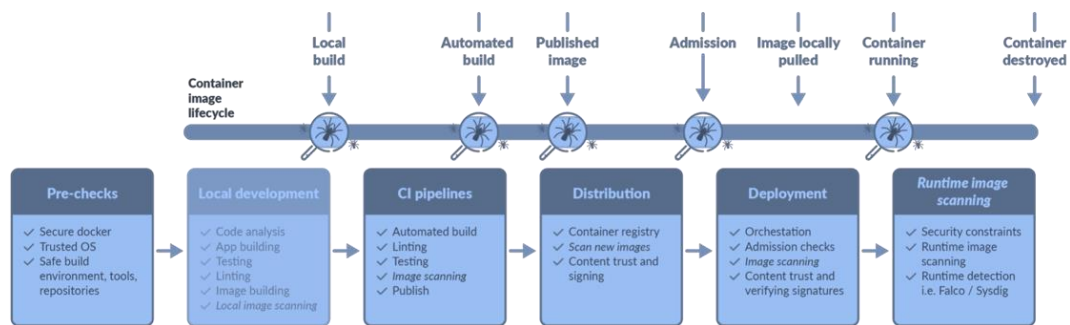 Local
build
Automated
build
Published
image
Admission
Image locally
pulled
Container
running
Container
destroyed
Container
image
lifecycle
Pre-checks
✓ Secure docker
✓ Trusted OS
✓ Safe build
environment, tools,
repositories
Local development
✓ Code analysis
✓ App building
✓ Testing
✓ Linting
✓ Image building
✓ Local image scanning
CI pipelines
✓ Automated build
✓ Linting
✓ Testing
✓ Image scanning
✓ Publish
Distribution
✓ Container registry
✓ Scan new images
✓ Content trust and
signing
Deployment
✓ Orchestation
✓ Admission checks
✓ Image scanning
✓ Content trust and
verifying signatures
Runtime image
scanning
✓ Security constraints
✓ Runtime image
scanning
✓ Runtime detection
i.e. Falco / Sysdig